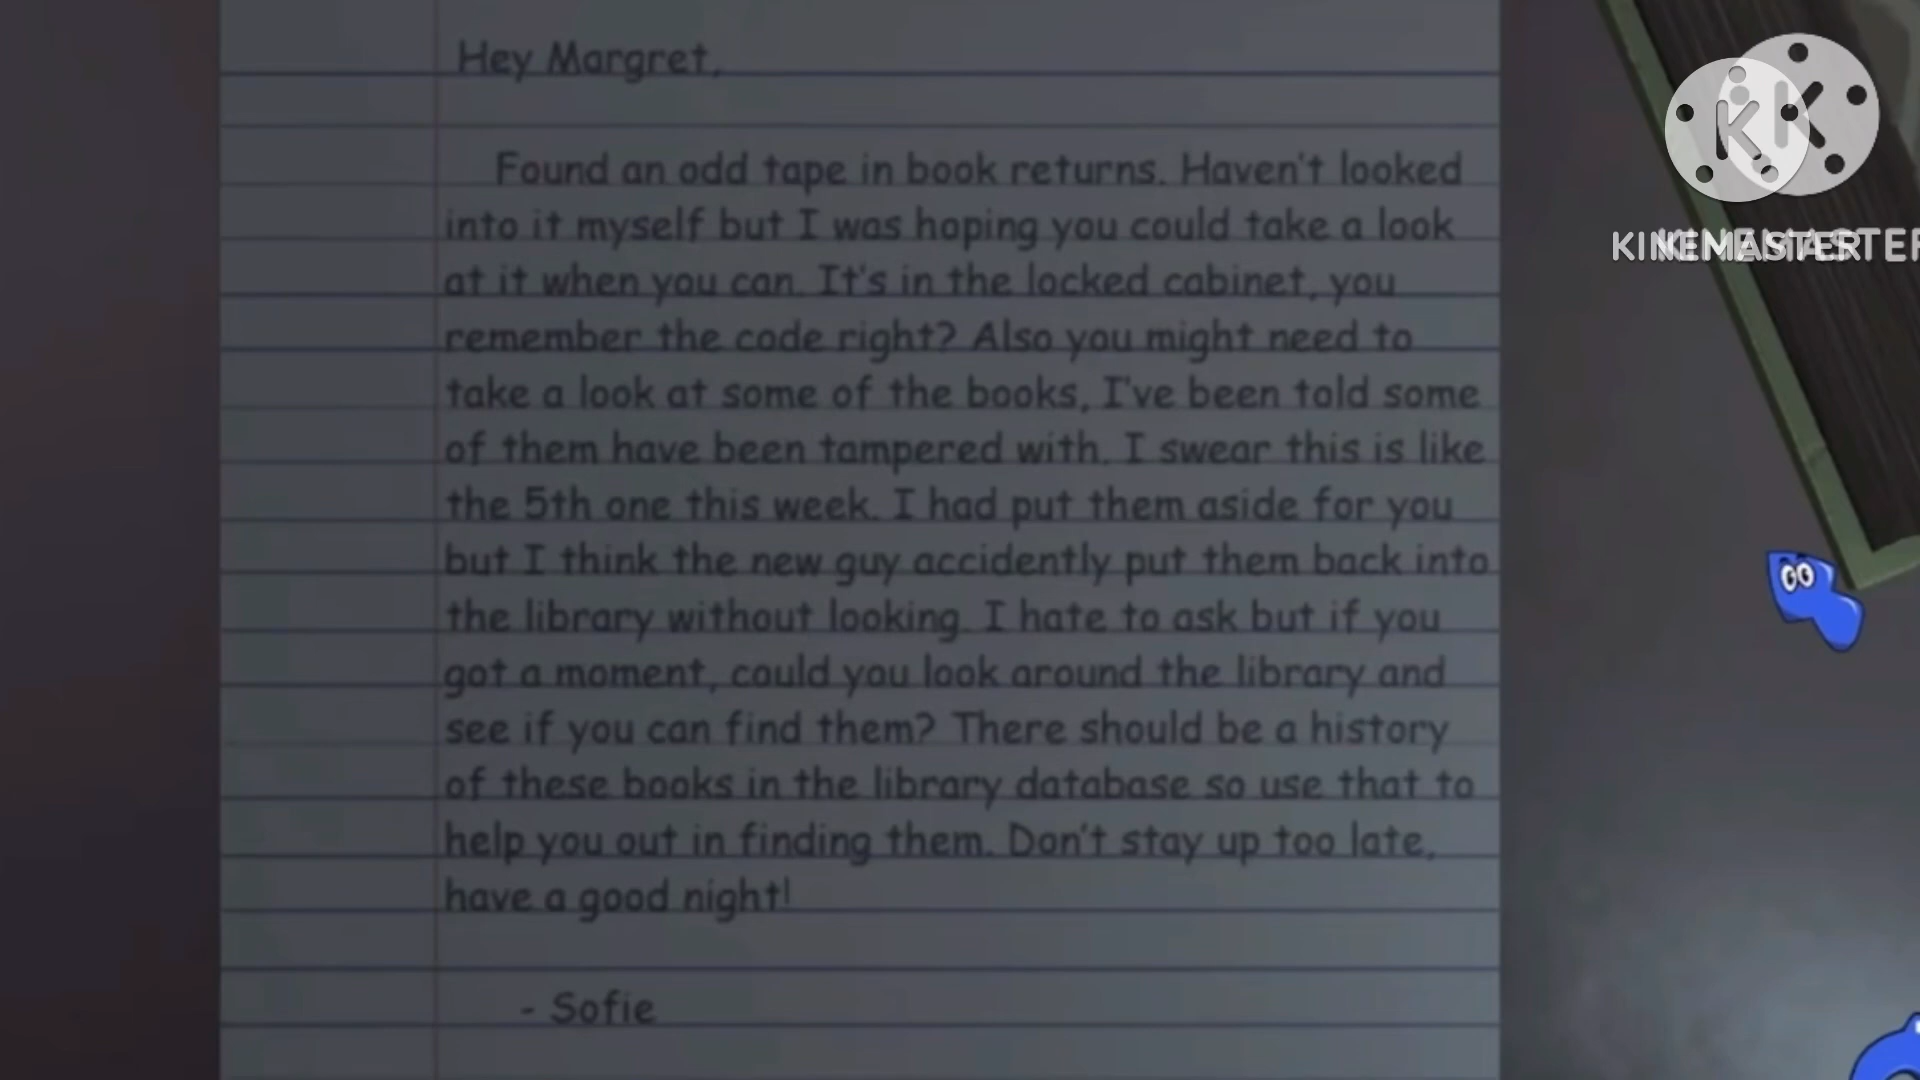 Hey Margret,
Found an odd tape in book returns. Haven't looked
into it myself but I was hoping you could take a look
at it when you can. It's in the locked cabinet, you
remember the code right? Also you might need to
take a look at some of the books, I've been told some
of them have been tampered with. I swear this is like
the 5th one this week. I had put them aside for you
but I think the new guy accidently put them back into
the library without looking. I hate to ask but if you
got a moment, could you look around the library and
see if you can find them? There should be a history
of these books in the library database so use that to
help you out in finding them. Don't stay up too late,
have a good night!
- Sofie
K
K
KINEMASTER
KINEMASTER